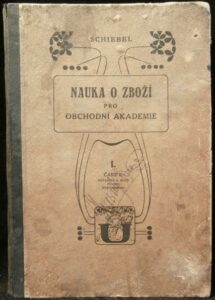 SCHIEBEL
NAUKA O ZBOŽÍ
PRO
OBCHODNÍ AKADEMIE
I.
ČÁST